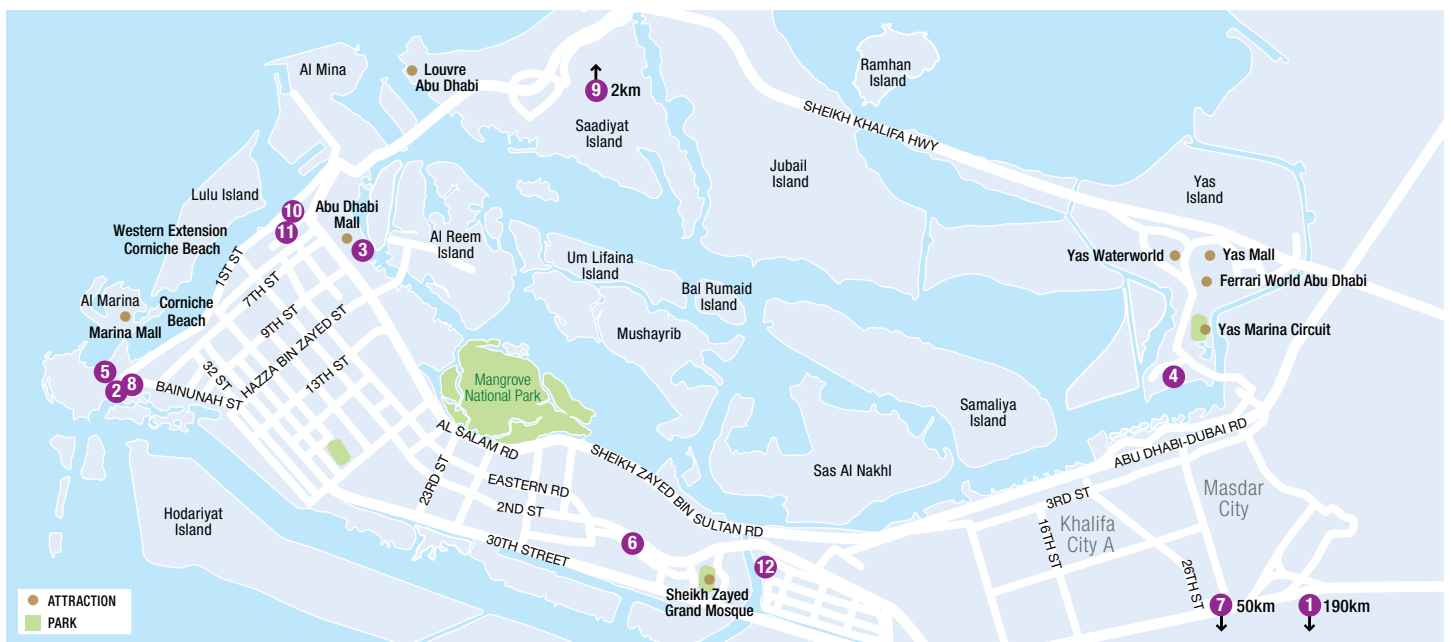 Al Mina
Louvre
Abu Dhabi
9 2km
Saadiyat
Island
Ramhan
Island
SHEIKH KHALIFA HWY
Jubail
Island
Yas
Island
Lulu Island
10
11
Abu Dhabi
Mall
3
Western Extension
Corniche Beach
Al Reem
Island
Um Lifaina
Island
Bal Rumaid
Island
Mushayrib
Yas Waterworld
Yas Mall
Ferrari World Abu Dhabi
Yas Marina Circuit
4
1ST ST
7TH ST
9TH ST
HAZZA BIN ZAYED ST
13TH ST
32 ST
Al Marina
Marina Mall
Corniche
Beach
5
2
8
BAINUNAH ST
Mangrove
National Park
Samaliya
Island
Sas Al Nakhl
AL SALAM RD
SHEIKH ZAYED BIN SULTAN RD
ABU DHABI-DUBAI RD
23RD ST
EASTERN RD
2ND ST
30TH STREET
Hodariyat
Island
6
12
Sheikh Zayed
Grand Mosque
3RD ST
16TH ST
Khalifa
City A
26TH ST
Masdar
City
7 50km
1 190km
ATTRACTION
PARK